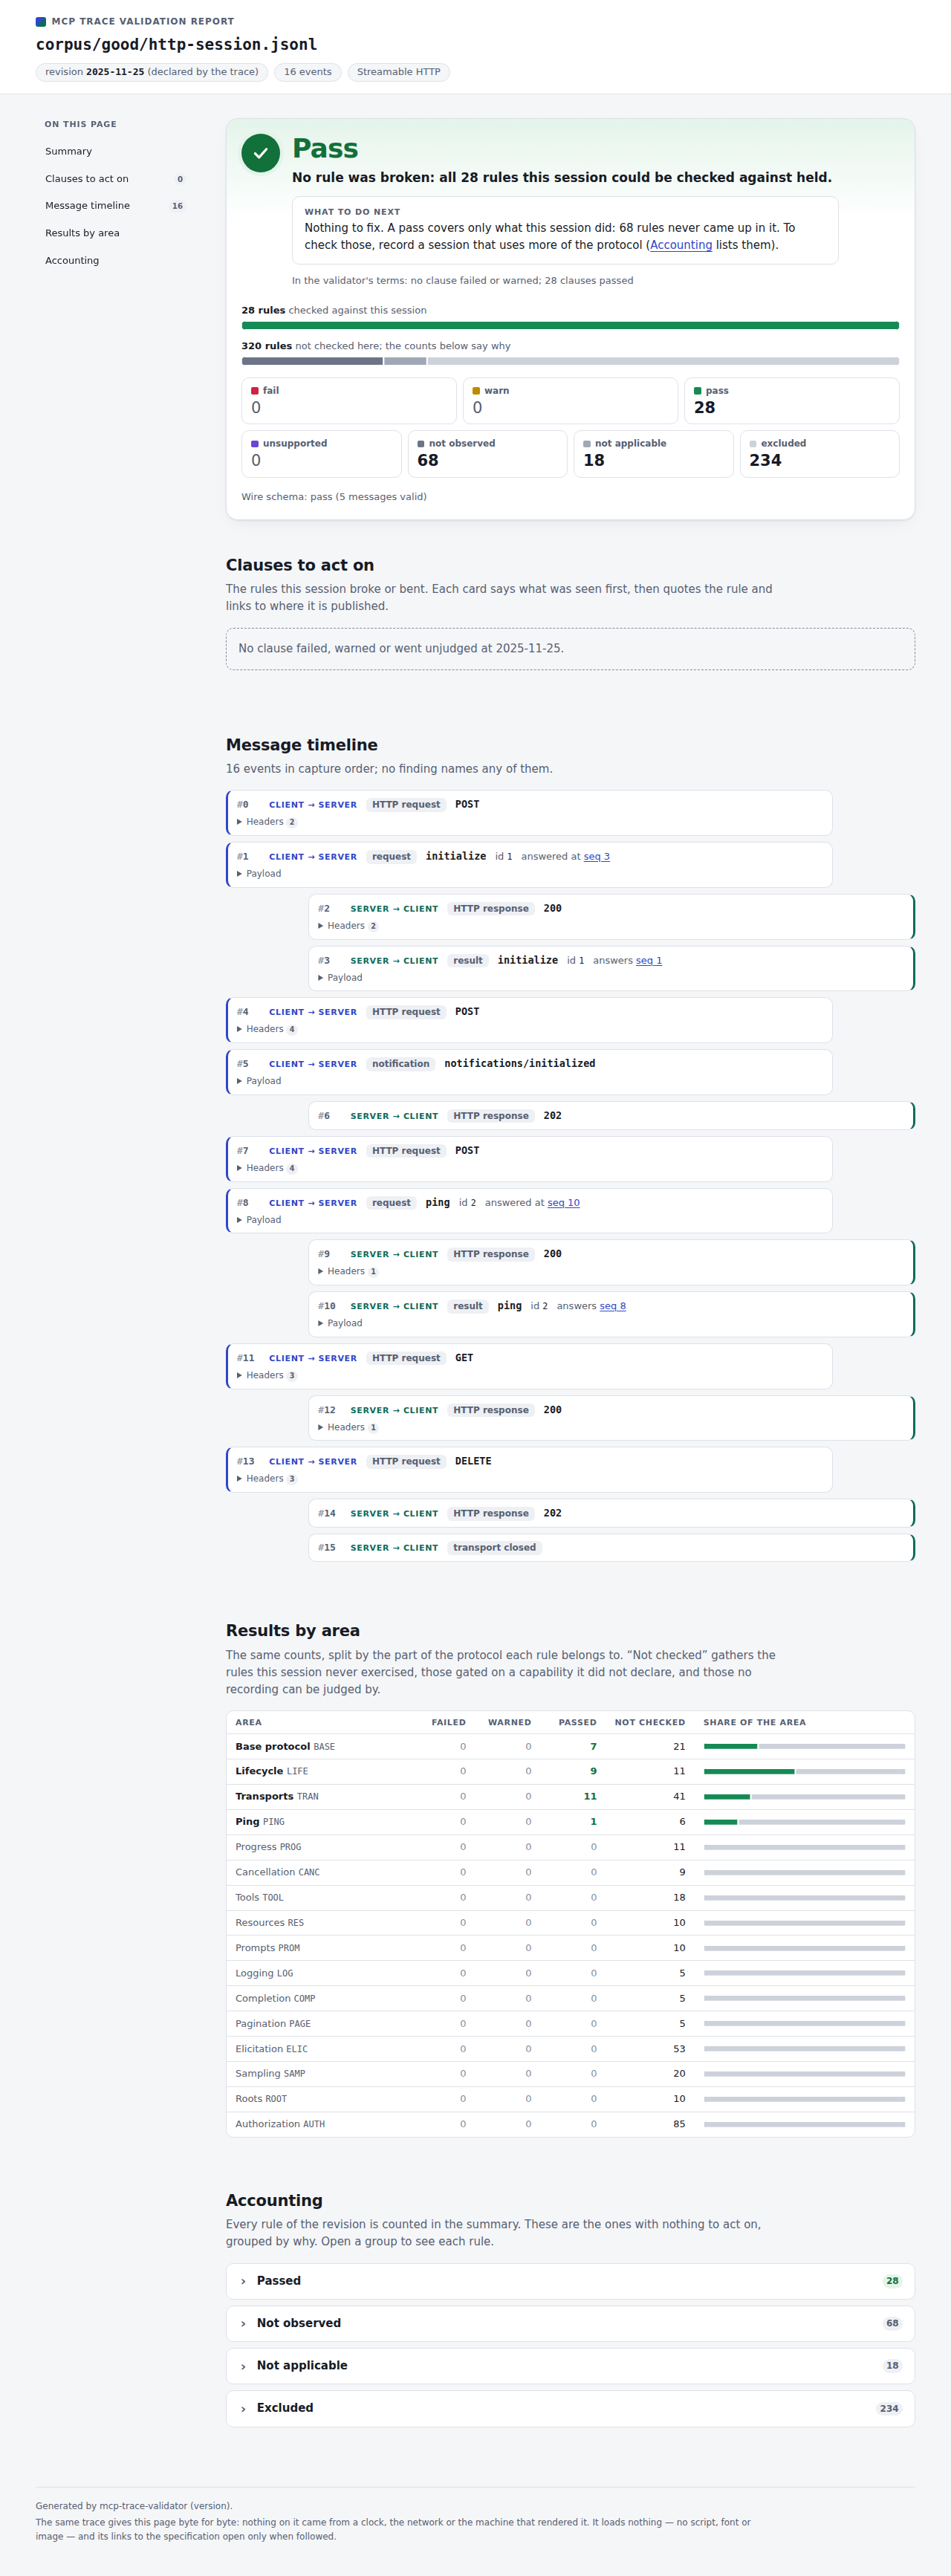 MCP TRACE VALIDATION REPORT
corpus/good/http-session.jsonl
revision 2025-11-25 (declared by the trace) 16 events Streamable HTTP
ON THIS PAGE
Summary
Clauses to act on 0
Message timeline 16
Results by area
Accounting
Pass
No rule was broken: all 28 rules this session could be checked against held.
WHAT TO DO NEXT
Nothing to fix. A pass covers only what this session did: 68 rules never came up in it. To
check those, record a session that uses more of the protocol (Accounting lists them).
In the validator's terms: no clause failed or warned; 28 clauses passed
28 rules checked against this session
320 rules not checked here; the counts below say why
fail
0
warn
0
pass
28
unsupported
0
not observed
68
not applicable
18
excluded
234
Wire schema: pass (5 messages valid)
Clauses to act on
The rules this session broke or bent. Each card says what was seen first, then quotes the rule and
links to where it is published.
No clause failed, warned or went unjudged at 2025-11-25.
Message timeline
16 events in capture order; no finding names any of them.
#0 CLIENT → SERVER HTTP request POST
▶ Headers 2
#1 CLIENT → SERVER request initialize id 1 answered at seq 3
▶ Payload
#2 SERVER → CLIENT HTTP response 200
▶ Headers 2
#3 SERVER → CLIENT result initialize id 1 answers seq 1
▶ Payload
#4 CLIENT → SERVER HTTP request POST
▶ Headers 4
#5 CLIENT → SERVER notification notifications/initialized
▶ Payload
#6 SERVER → CLIENT HTTP response 202
#7 CLIENT → SERVER HTTP request POST
▶ Headers 4
#8 CLIENT → SERVER request ping id 2 answered at seq 10
▶ Payload
#9 SERVER → CLIENT HTTP response 200
▶ Headers 1
#10 SERVER → CLIENT result ping id 2 answers seq 8
▶ Payload
#11 CLIENT → SERVER HTTP request GET
▶ Headers 3
#12 SERVER → CLIENT HTTP response 200
▶ Headers 1
#13 CLIENT → SERVER HTTP request DELETE
▶ Headers 3
#14 SERVER → CLIENT HTTP response 202
#15 SERVER → CLIENT transport closed
Results by area
The same counts, split by the part of the protocol each rule belongs to. “Not checked” gathers the
rules this session never exercised, those gated on a capability it did not declare, and those no
recording can be judged by.
AREA FAILED WARNED PASSED NOT CHECKED SHARE OF THE AREA
Base protocol BASE 0 0 7 21
Lifecycle LIFE 0 0 9 11
Transports TRAN 0 0 11 41
Ping PING 0 0 1 6
Progress PROG 0 0 0 11
Cancellation CANC 0 0 0 9
Tools TOOL 0 0 0 18
Resources RES 0 0 0 10
Prompts PROM 0 0 0 10
Logging LOG 0 0 0 5
Completion COMP 0 0 0 5
Pagination PAGE 0 0 0 5
Elicitation ELIC 0 0 0 53
Sampling SAMP 0 0 0 20
Roots ROOT 0 0 0 10
Authorization AUTH 0 0 0 85
Accounting
Every rule of the revision is counted in the summary. These are the ones with nothing to act on,
grouped by why. Open a group to see each rule.
› Passed 28
› Not observed 68
› Not applicable 18
› Excluded 234
Generated by mcp-trace-validator (version).
The same trace gives this page byte for byte: nothing on it came from a clock, the network or the machine that rendered it. It loads nothing — no script, font or
image — and its links to the specification open only when followed.